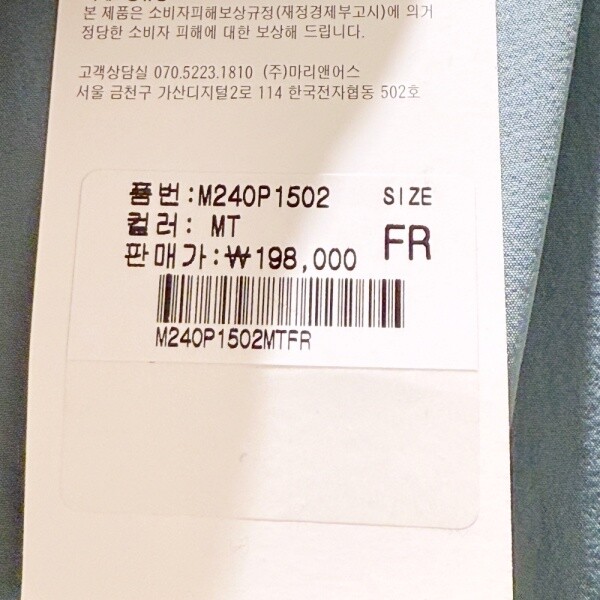 본 제품은 소비자피해보상규정(재정경제부고시)에 의거
정당한 소비자 피해에 대한 보상해 드립니다.
고객상담실 070.5223.1810 (주)마리앤어스
서울 금천구 가산디지털2로 114 한국전자협동 502호
품번:M240P1502 SIZE
컬러: MT FR
판매가:₩198,000
M240P1502MTFR